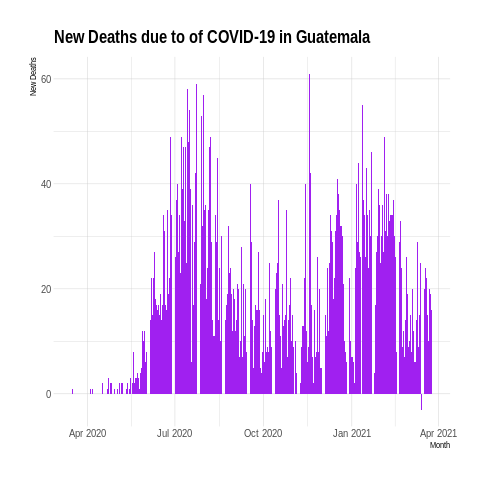 New Deaths due to of COVID-19 in Guatemala
New Deaths
60
40
20
0
Apr 2020 Jul 2020 Oct 2020 Jan 2021 Apr 2021
Month